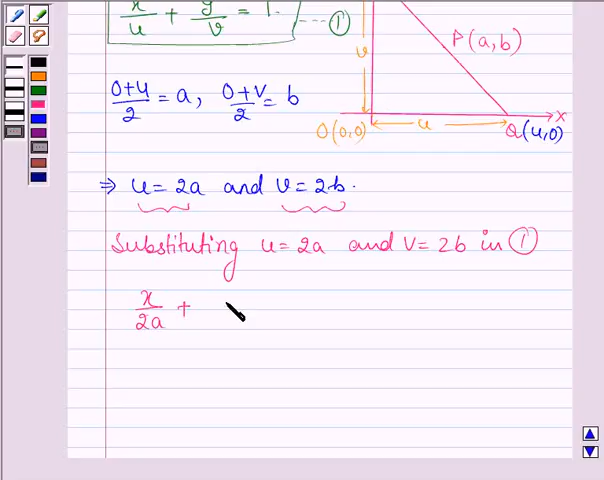 x/u + y/v = 1. ---- ①
v
P(a,b)
(0+u)/2 = a, (0+v)/2 = b
O(0,0) u Q(u,0) X
⇒ u = 2a and v = 2b.
Substituting u = 2a and v = 2b in ①
x/2a +